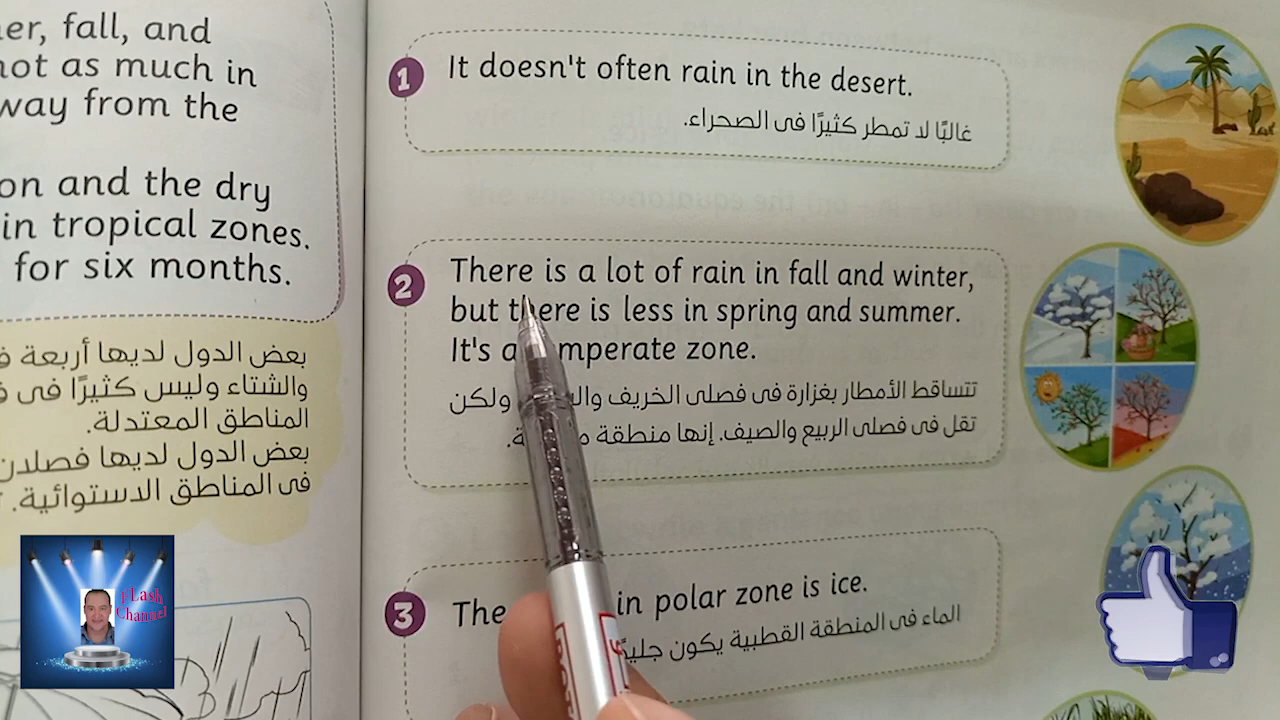 er, fall, and
not as much in
way from the
on and the dry
in tropical zones.
for six months.
بعض الدول لديها أربعة
والشتاء وليس كثيرًا فى
المناطق المعتدلة.
بعض الدول لديها فصلان
فى المناطق الاستوائية.
FLash
Channel
1
It doesn't often rain in the desert.
غالبًا لا تمطر كثيرًا فى الصحراء.
2
There is a lot of rain in fall and winter,
but there is less in spring and summer.
It's a mperate zone.
تتساقط الأمطار بغزارة فى فصلى الخريف ولكن
تقل فى فصلى الربيع والصيف. إنها منطقة
3
The in polar zone is ice.
الماء فى المنطقة القطبية يكون